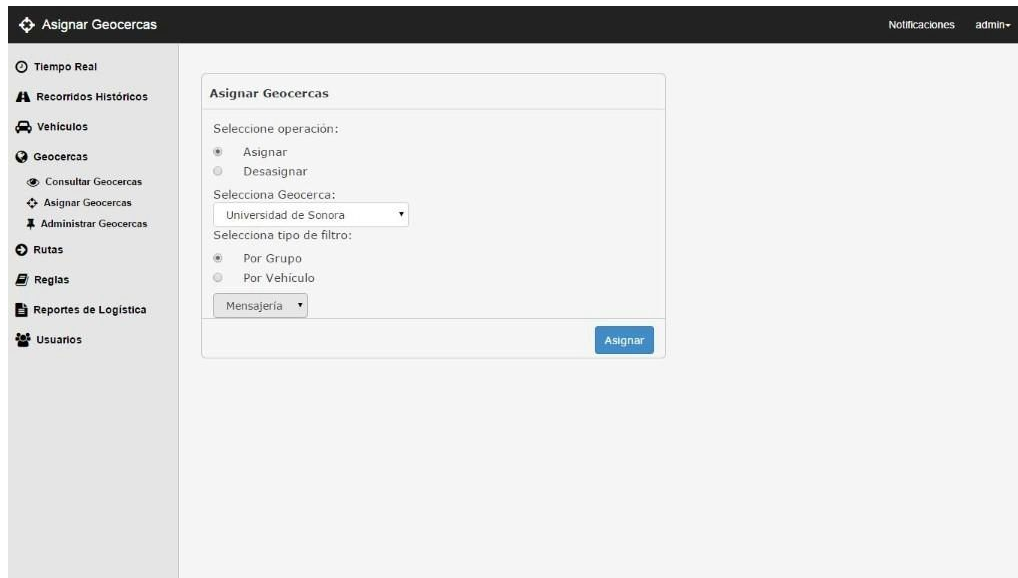 Asignar Geocercas
Notificaciones admin
Tiempo Real
Recorridos Históricos
Vehículos
Geocercas
Consultar Geocercas
Asignar Geocercas
Administrar Geocercas
Rutas
Reglas
Reportes de Logística
Usuarios
Asignar Geocercas
Seleccione operación:
Asignar
Desasignar
Selecciona Geocerca:
Universidad de Sonora
Selecciona tipo de filtro:
Por Grupo
Por Vehículo
Mensajería
Asignar